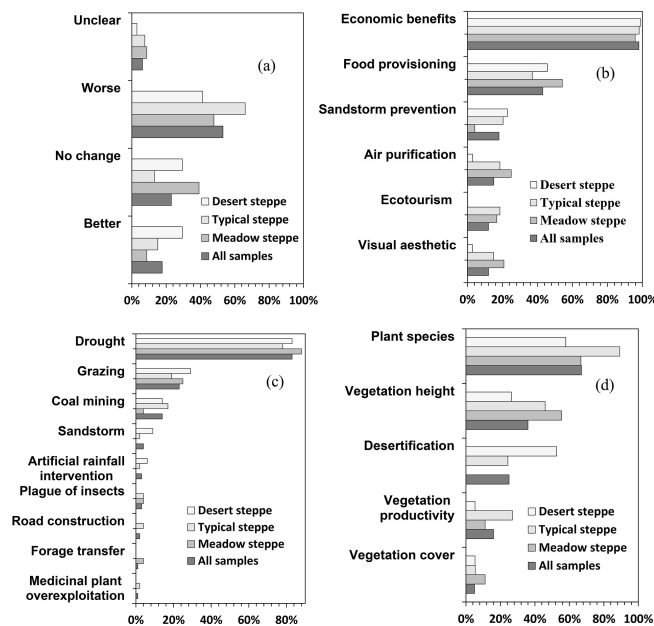 Unclear
Worse
No change
Better
(a)
Desert steppe
Typical steppe
Meadow steppe
All samples
0% 20% 40% 60% 80% 100%
Economic benefits
Food provisioning
Sandstorm prevention
Air purification
Ecotourism
Visual aesthetic
(b)
Desert steppe
Typical steppe
Meadow steppe
All samples
0% 20% 40% 60% 80% 100%
Drought
Grazing
Coal mining
Sandstorm
Artificial rainfall
intervention
Plague of insects
Road construction
Forage transfer
Medicinal plant
overexploitation
(c)
Desert steppe
Typical steppe
Meadow steppe
All samples
0% 20% 40% 60% 80%
Plant species
Vegetation height
Desertification
Vegetation
productivity
Vegetation cover
(d)
Desert steppe
Typical steppe
Meadow steppe
All samples
0% 20% 40% 60% 80% 100%